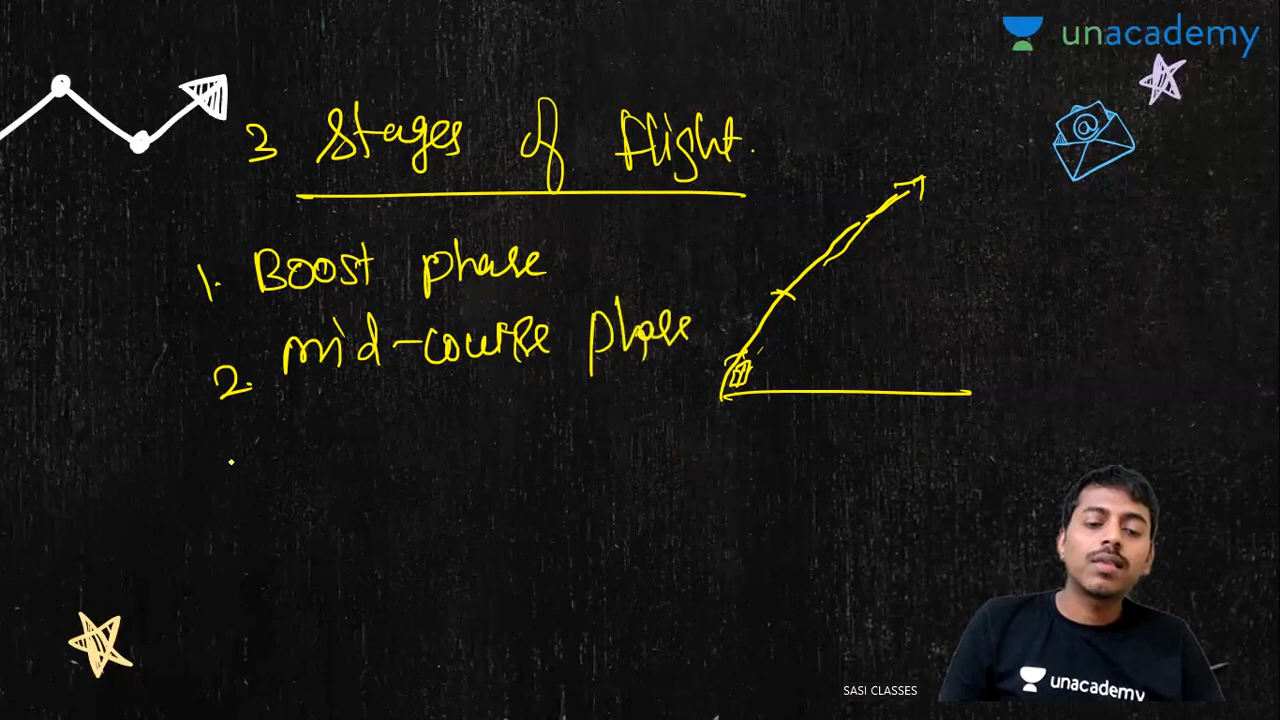 unacademy
3 Stages of flight.
1. Boost phase
2. mid-course phase
@
unacademy
SASI CLASSES